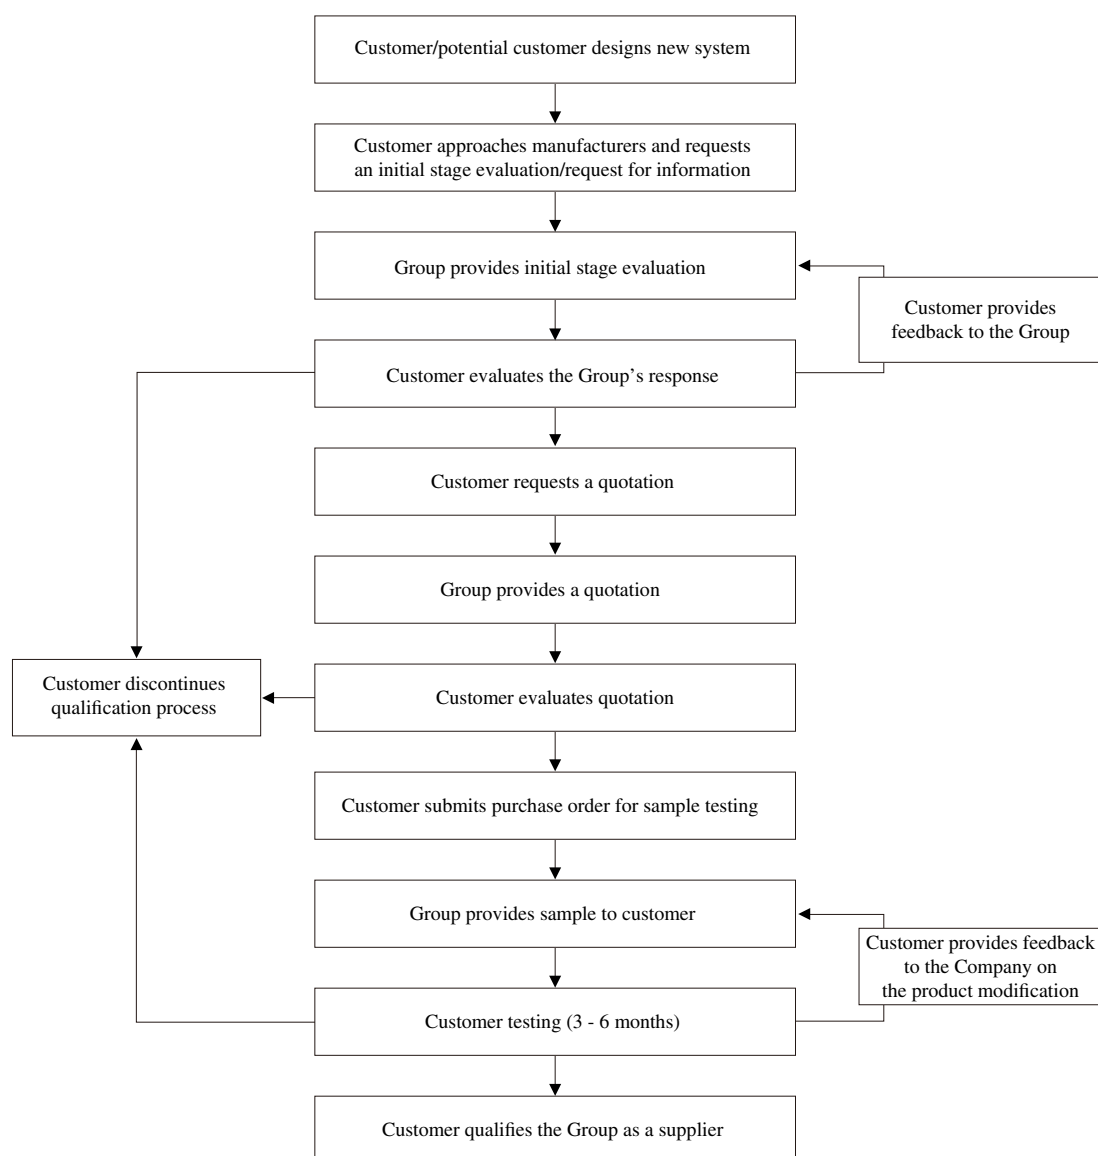 Customer/potential customer designs new system
Customer approaches manufacturers and requests
an initial stage evaluation/request for information
Group provides initial stage evaluation
Customer provides
feedback to the Group
Customer evaluates the Group's response
Customer requests a quotation
Group provides a quotation
Customer discontinues
qualification process
Customer evaluates quotation
Customer submits purchase order for sample testing
Group provides sample to customer
Customer provides feedback
to the Company on
the product modification
Customer testing (3 - 6 months)
Customer qualifies the Group as a supplier